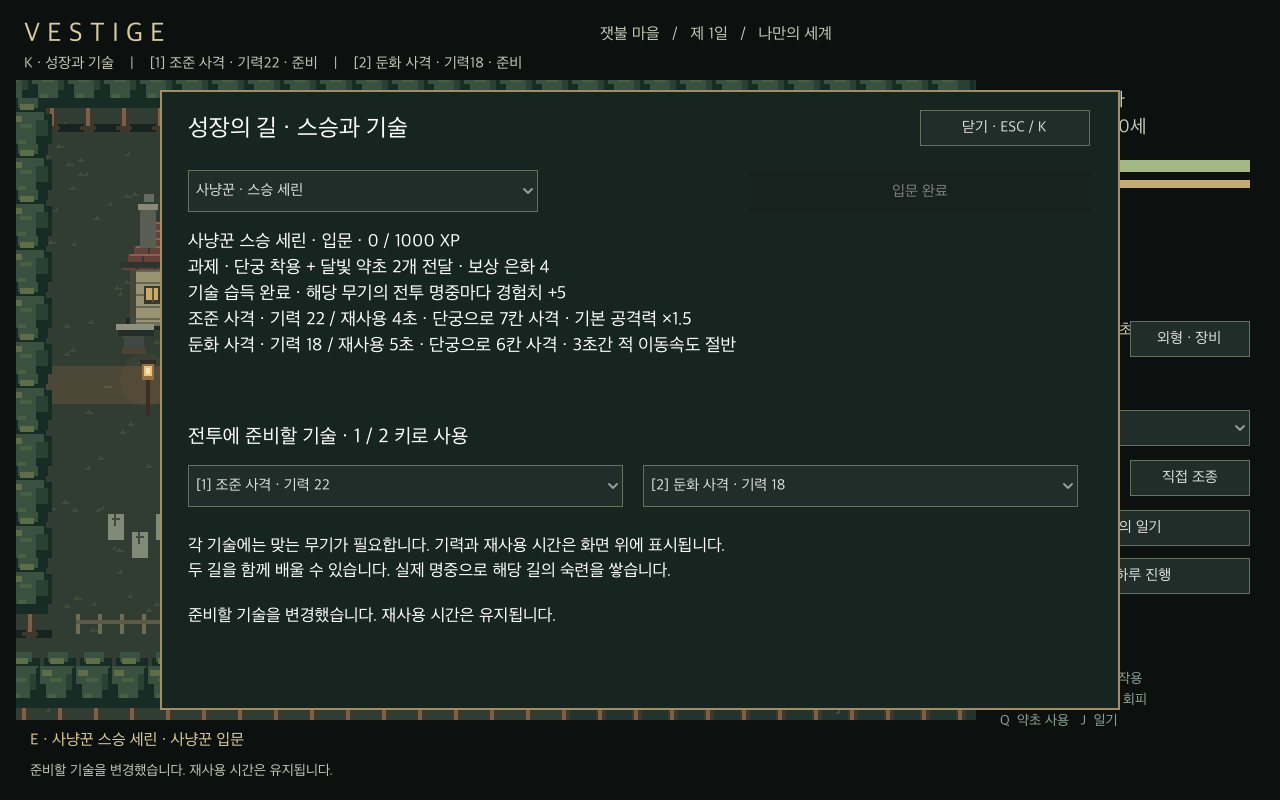 VESTIGE
잿불 마을 / 제 1일 / 나만의 세계
K · 성장과 기술 | [1] 조준 사격 · 기력22 · 준비 | [2] 둔화 사격 · 기력18 · 준비
성장의 길 · 스승과 기술
닫기 · ESC / K
0세
사냥꾼 · 스승 세린
입문 완료
사냥꾼 스승 세린 · 입문 · 0 / 1000 XP
과제 · 단궁 착용 + 달빛 약초 2개 전달 · 보상 은화 4
기술 습득 완료 · 해당 무기의 전투 명중마다 경험치 +5
조준 사격 · 기력 22 / 재사용 4초 · 단궁으로 7칸 사격 · 기본 공격력 ×1.5
둔화 사격 · 기력 18 / 재사용 5초 · 단궁으로 6칸 사격 · 3초간 적 이동속도 절반
초
외형 · 장비
전투에 준비할 기술 · 1 / 2 키로 사용
[1] 조준 사격 · 기력 22
[2] 둔화 사격 · 기력 18
직접 조종
의 일기
하루 진행
각 기술에는 맞는 무기가 필요합니다. 기력과 재사용 시간은 화면 위에 표시됩니다.
두 길을 함께 배울 수 있습니다. 실제 명중으로 해당 길의 숙련을 쌓습니다.
준비할 기술을 변경했습니다. 재사용 시간은 유지됩니다.
작용
회피
Q 약초 사용 J 일기
E · 사냥꾼 스승 세린 · 사냥꾼 입문
준비할 기술을 변경했습니다. 재사용 시간은 유지됩니다.